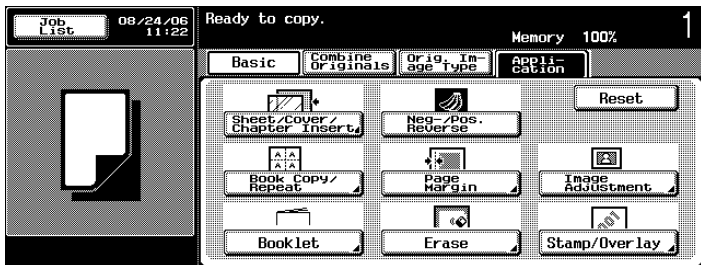 Job
List
08/24/06
11:22
Ready to copy.
Memory 100%
1
Basic
Combine
Originals
Orig. Im-
age Type
Appli-
cation
Sheet/Cover/
Chapter Insert
Neg-/Pos.
Reverse
Reset
Book Copy/
Repeat
Page
Margin
Image
Adjustment
Booklet
Erase
Stamp/Overlay